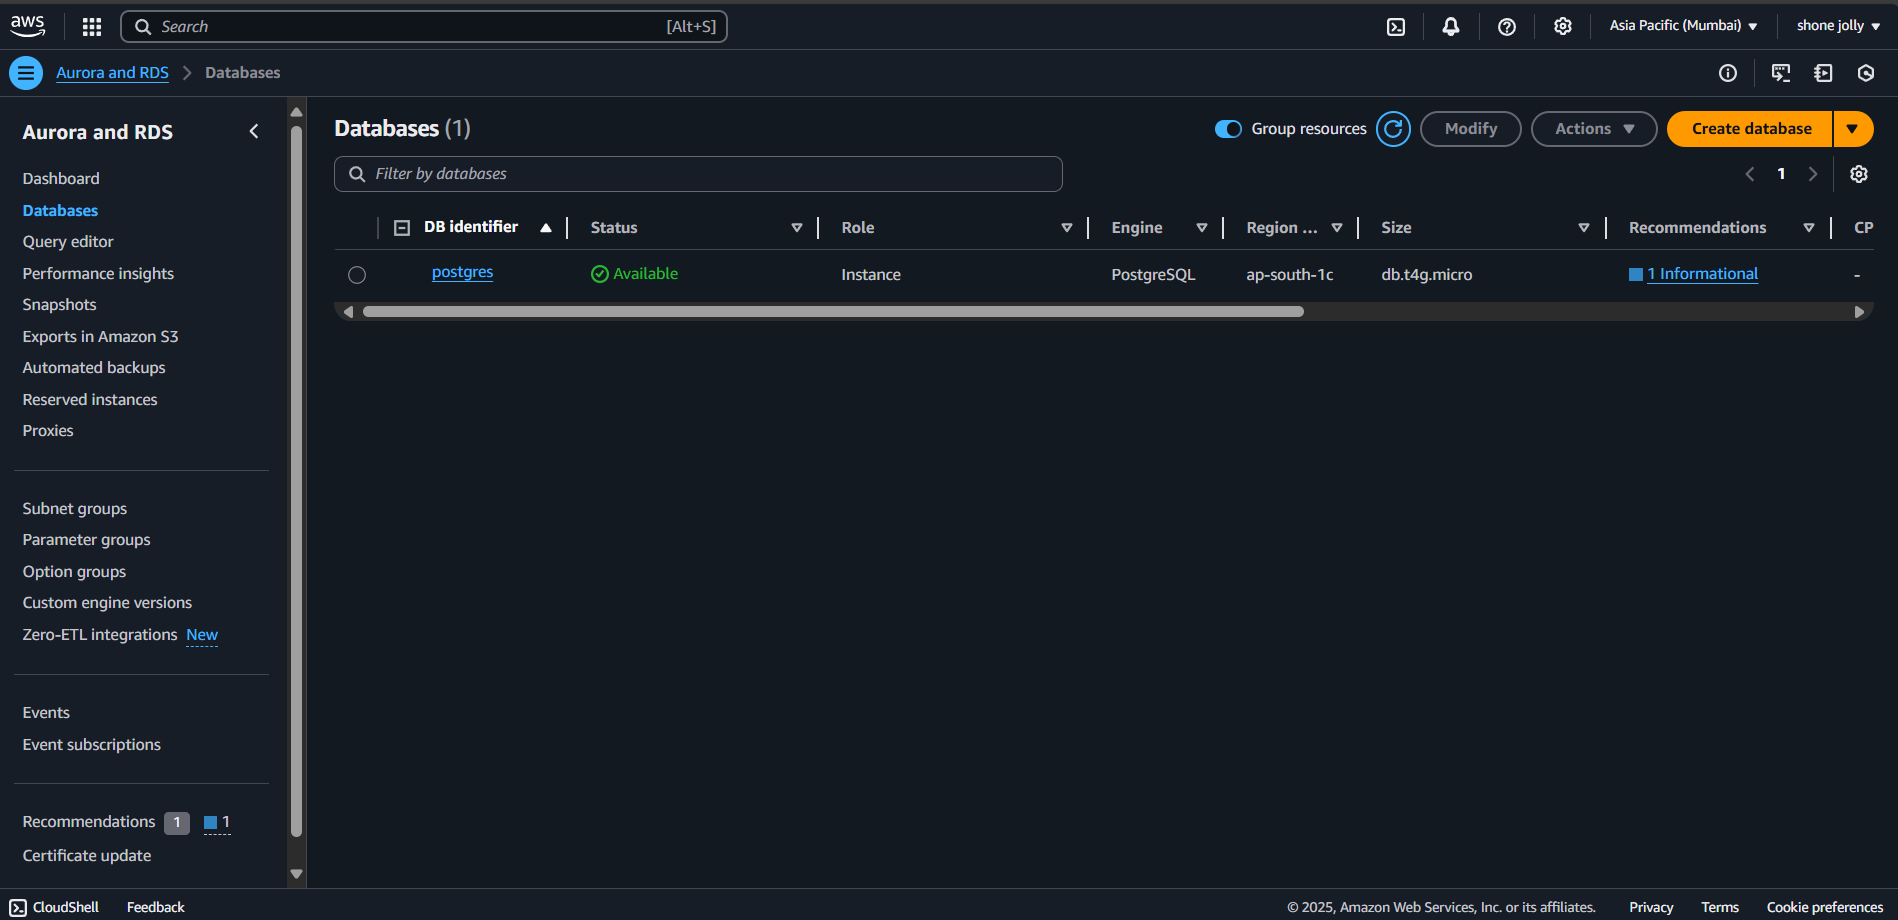 aws
Search [Alt+S]
Asia Pacific (Mumbai)
shone jolly
Aurora and RDS
Databases
Aurora and RDS
Dashboard
Databases
Query editor
Performance insights
Snapshots
Exports in Amazon S3
Automated backups
Reserved instances
Proxies
Subnet groups
Parameter groups
Option groups
Custom engine versions
Zero-ETL integrations New
Events
Event subscriptions
Recommendations 1 1
Certificate update
Databases (1)
Group resources
Modify
Actions
Create database
Filter by databases
1
DB identifier Status Role Engine Region ... Size Recommendations CP
postgres Available Instance PostgreSQL ap-south-1c db.t4g.micro 1 Informational -
CloudShell Feedback
© 2025, Amazon Web Services, Inc. or its affiliates. Privacy Terms Cookie preferences